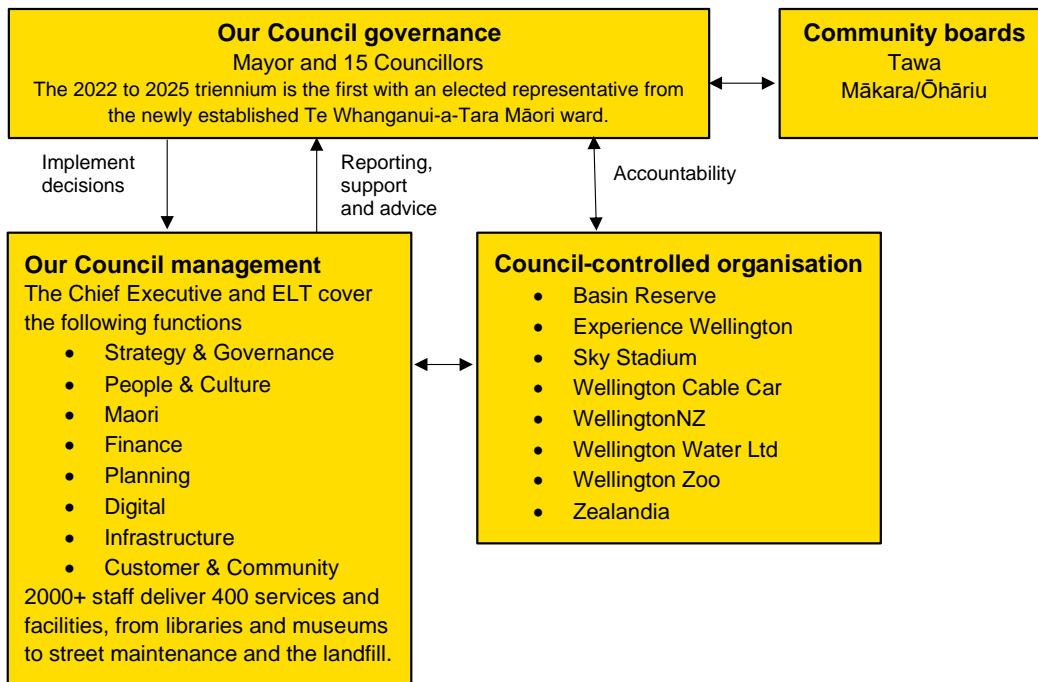 Our Council governance
Mayor and 15 Councillors
The 2022 to 2025 triennium is the first with an elected representative from
the newly established Te Whanganui-a-Tara Māori ward.
Community boards
Tawa
Mākara/Ōhāriu
Implement
decisions
Reporting,
support
and advice
Accountability
Our Council management
The Chief Executive and ELT cover
the following functions
• Strategy & Governance
• People & Culture
• Maori
• Finance
• Planning
• Digital
• Infrastructure
• Customer & Community
2000+ staff deliver 400 services and
facilities, from libraries and museums
to street maintenance and the landfill.
Council-controlled organisation
• Basin Reserve
• Experience Wellington
• Sky Stadium
• Wellington Cable Car
• WellingtonNZ
• Wellington Water Ltd
• Wellington Zoo
• Zealandia